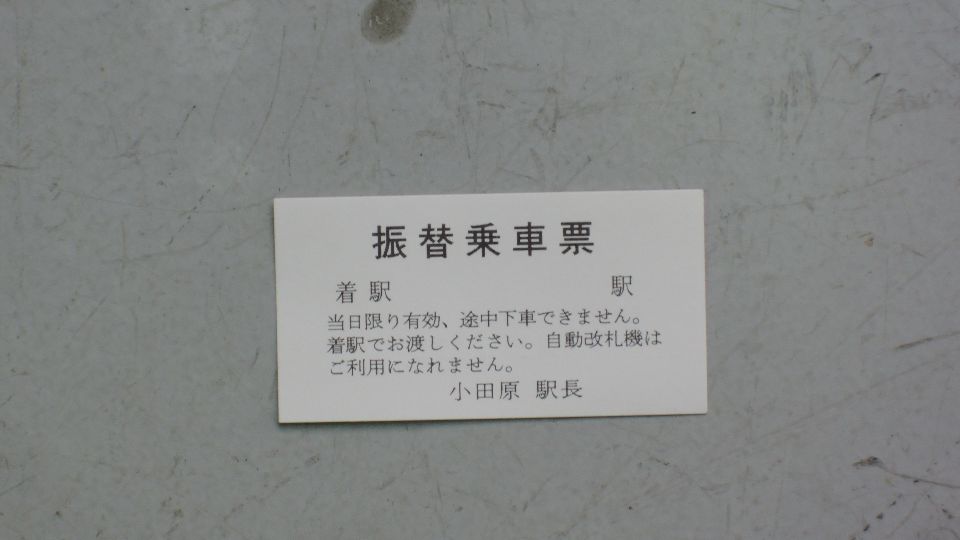 振替乗車票
着駅 駅
当日限り有効、途中下車できません。
着駅でお渡しください。自動改札機は
ご利用になれません。
小田原 駅長